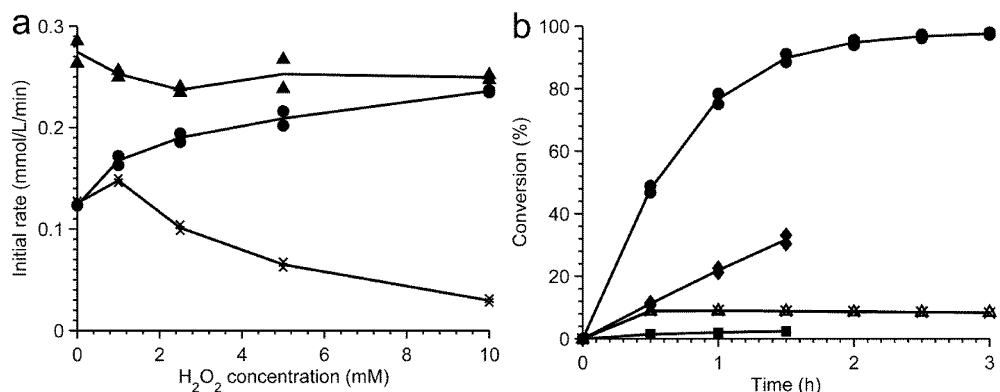 a
0.3
0.2
0.1
0
Initial rate (mmol/L/min)
0 2 4 6 8 10
H₂O₂ concentration (mM)
b
100
80
60
40
20
0
Conversion (%)
0 1 2 3
Time (h)